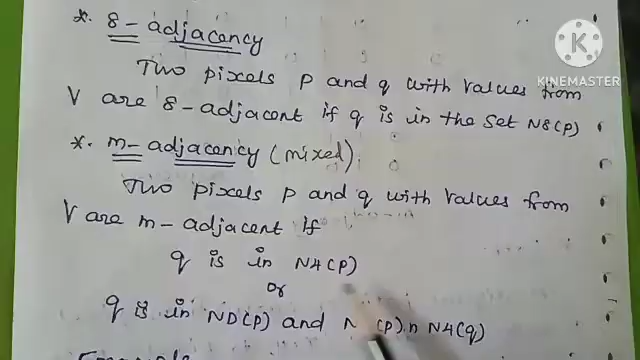 *. 8 - adjacency
Two pixels p and q with values from
V are 8-adjacent if q is in the set N8(p)
*. m-adjacency (mixed)
Two pixels p and q with values from
V are m-adjacent if
q is in N4(p)
or
q is in ND(p) and N (p) ∩ N4(q)
KINEMASTER